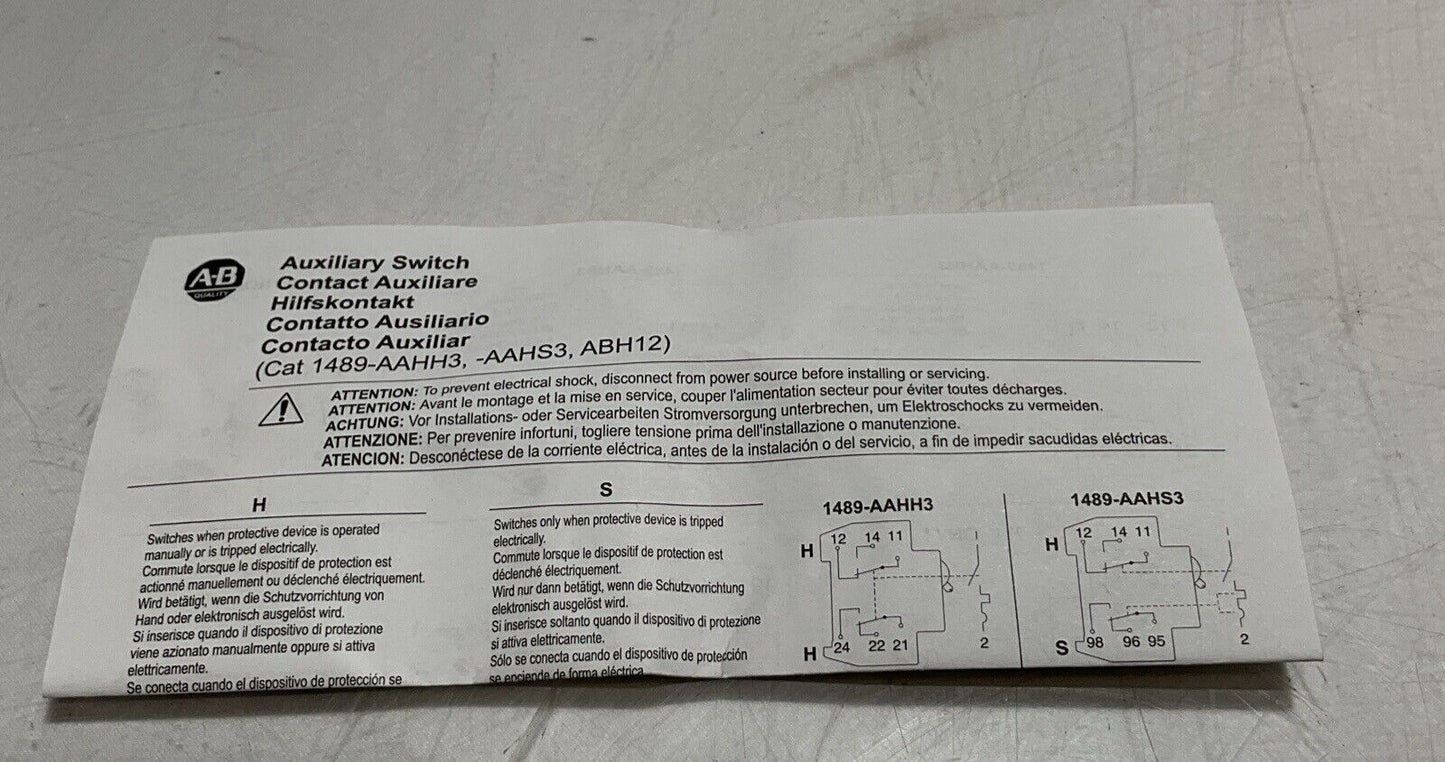 A-B
QUALITY
Auxiliary Switch
Contact Auxiliare
Hilfskontakt
Contatto Ausiliario
Contacto Auxiliar
(Cat 1489-AAHH3, -AAHS3, ABH12)
ATTENTION: To prevent electrical shock, disconnect from power source before installing or servicing.
ATTENTION: Avant le montage et la mise en service, couper l'alimentation secteur pour éviter toutes décharges.
ACHTUNG: Vor Installations- oder Servicearbeiten Stromversorgung unterbrechen, um Elektroschocks zu vermeiden.
ATTENZIONE: Per prevenire infortuni, togliere tensione prima dell'installazione o manutenzione.
ATENCION: Desconéctese de la corriente eléctrica, antes de la instalación o del servicio, a fin de impedir sacudidas eléctricas.
H
Switches when protective device is operated
manually or is tripped electrically.
Commute lorsque le dispositif de protection est
actionné manuellement ou déclenché électriquement.
Wird betätigt, wenn die Schutzvorrichtung von
Hand oder elektronisch ausgelöst wird.
Si inserisce quando il dispositivo di protezione
viene azionato manualmente oppure si attiva
elettricamente.
Se conecta cuando el dispositivo de protección se
S
Switches only when protective device is tripped
electrically.
Commute lorsque le dispositif de protection est
déclenché électriquement.
Wird nur dann betätigt, wenn die Schutzvorrichtung
elektronisch ausgelöst wird.
Si inserisce soltanto quando il dispositivo di protezione
si attiva elettricamente.
Sólo se conecta cuando el dispositivo de protección
se enciende de forma eléctrica
1489-AAHH3
H 12 14 11
H 24 22 21 2
1489-AAHS3
H 12 14 11
S 98 96 95 2